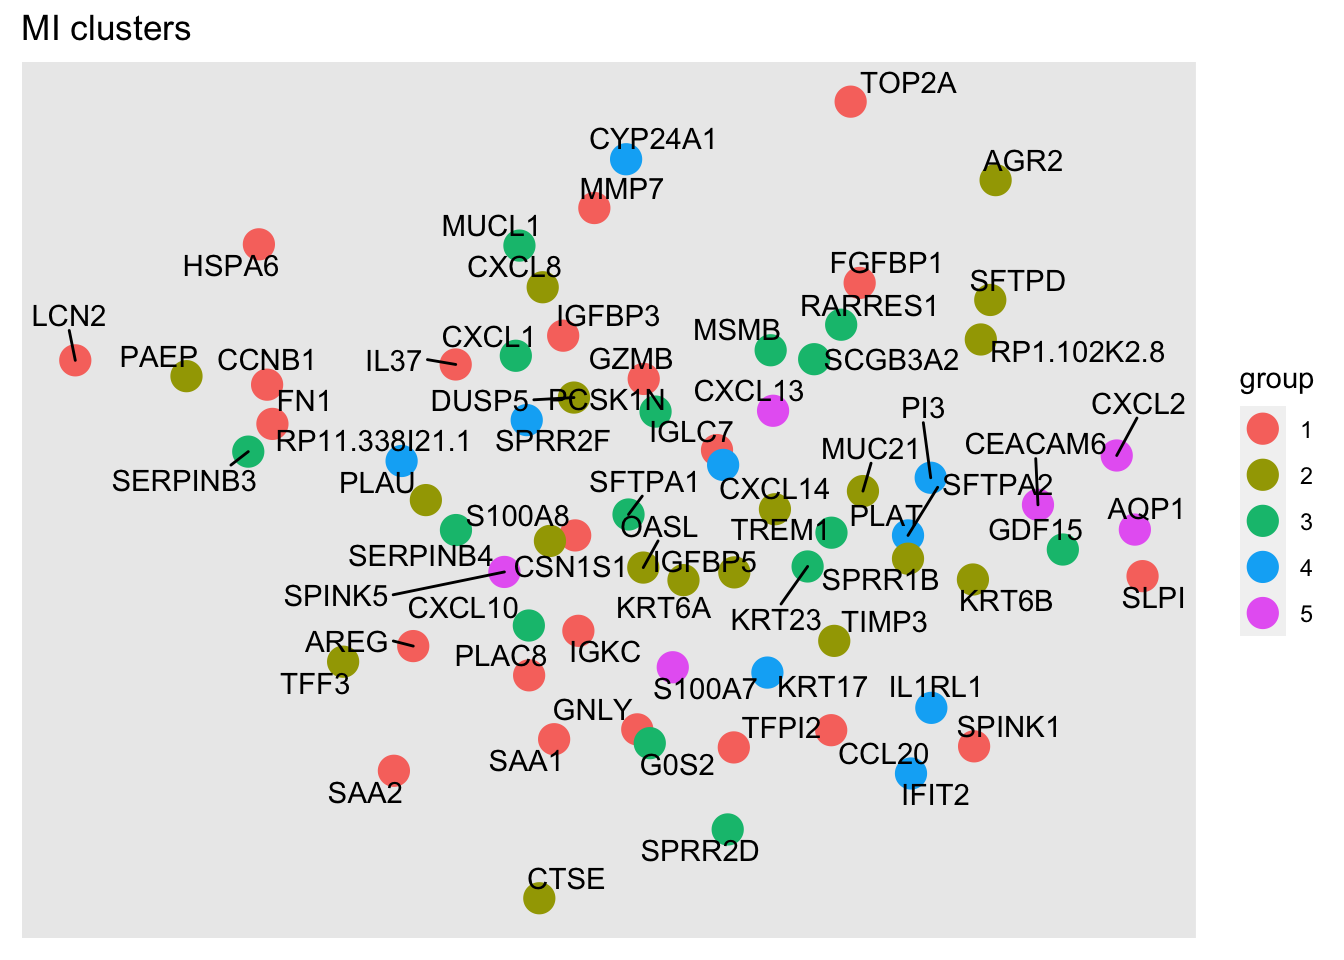 MI clusters
TOP2A
CYP24A1
AGR2
MMP7
MUCL1
FGFBP1
HSPA6
CXCL8
SFTPD
RARRES1
LCN2
IGFBP3
MSMB
CXCL1
RP1.102K2.8
PAEP
CCNB1
IL37
GZMB
SCGB3A2
group
CXCL13
FN1
DUSP5
PCSK1N
PI3
CXCL2
1
IGLC7
RP11.338I21.1
SPRR2F
MUC21
CEACAM6
2
SERPINB3
PLAU
SFTPA1
CXCL14
SFTPA2
AQP1
3
S100A8
OASL
TREM1
PLAT
GDF15
SERPINB4
CSN1S1
IGFBP5
4
SPRR1B
SPINK5
CXCL10
KRT6A
KRT23
TIMP3
KRT6B
SLPI
5
AREG
PLAC8
IGKC
TFF3
S100A7
KRT17
IL1RL1
GNLY
TFPI2
SPINK1
SAA1
G0S2
CCL20
SAA2
IFIT2
SPRR2D
CTSE